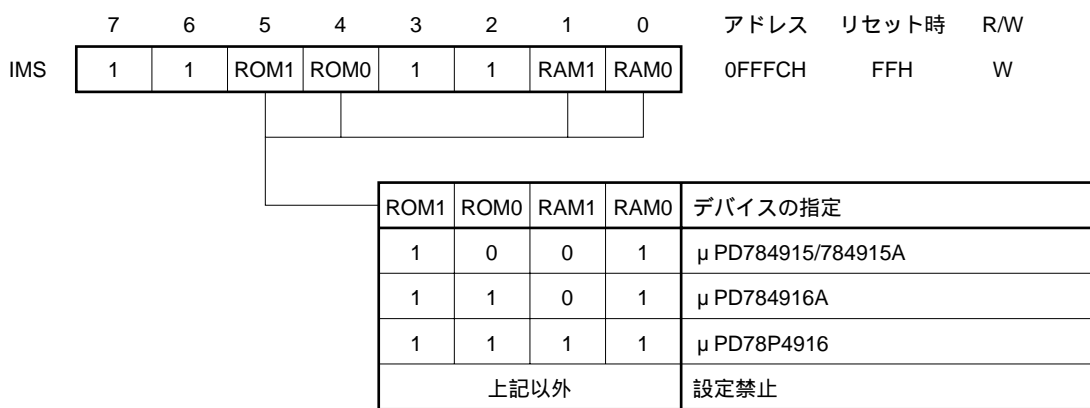 7 6 5 4 3 2 1 0 アドレス リセット時 R/W
IMS 1 1 ROM1 ROM0 1 1 RAM1 RAM0 0FFFCH FFH W
ROM1 ROM0 RAM1 RAM0 デバイスの指定
1 0 0 1 μPD784915/784915A
1 1 0 1 μPD784916A
1 1 1 1 μPD78P4916
上記以外 設定禁止